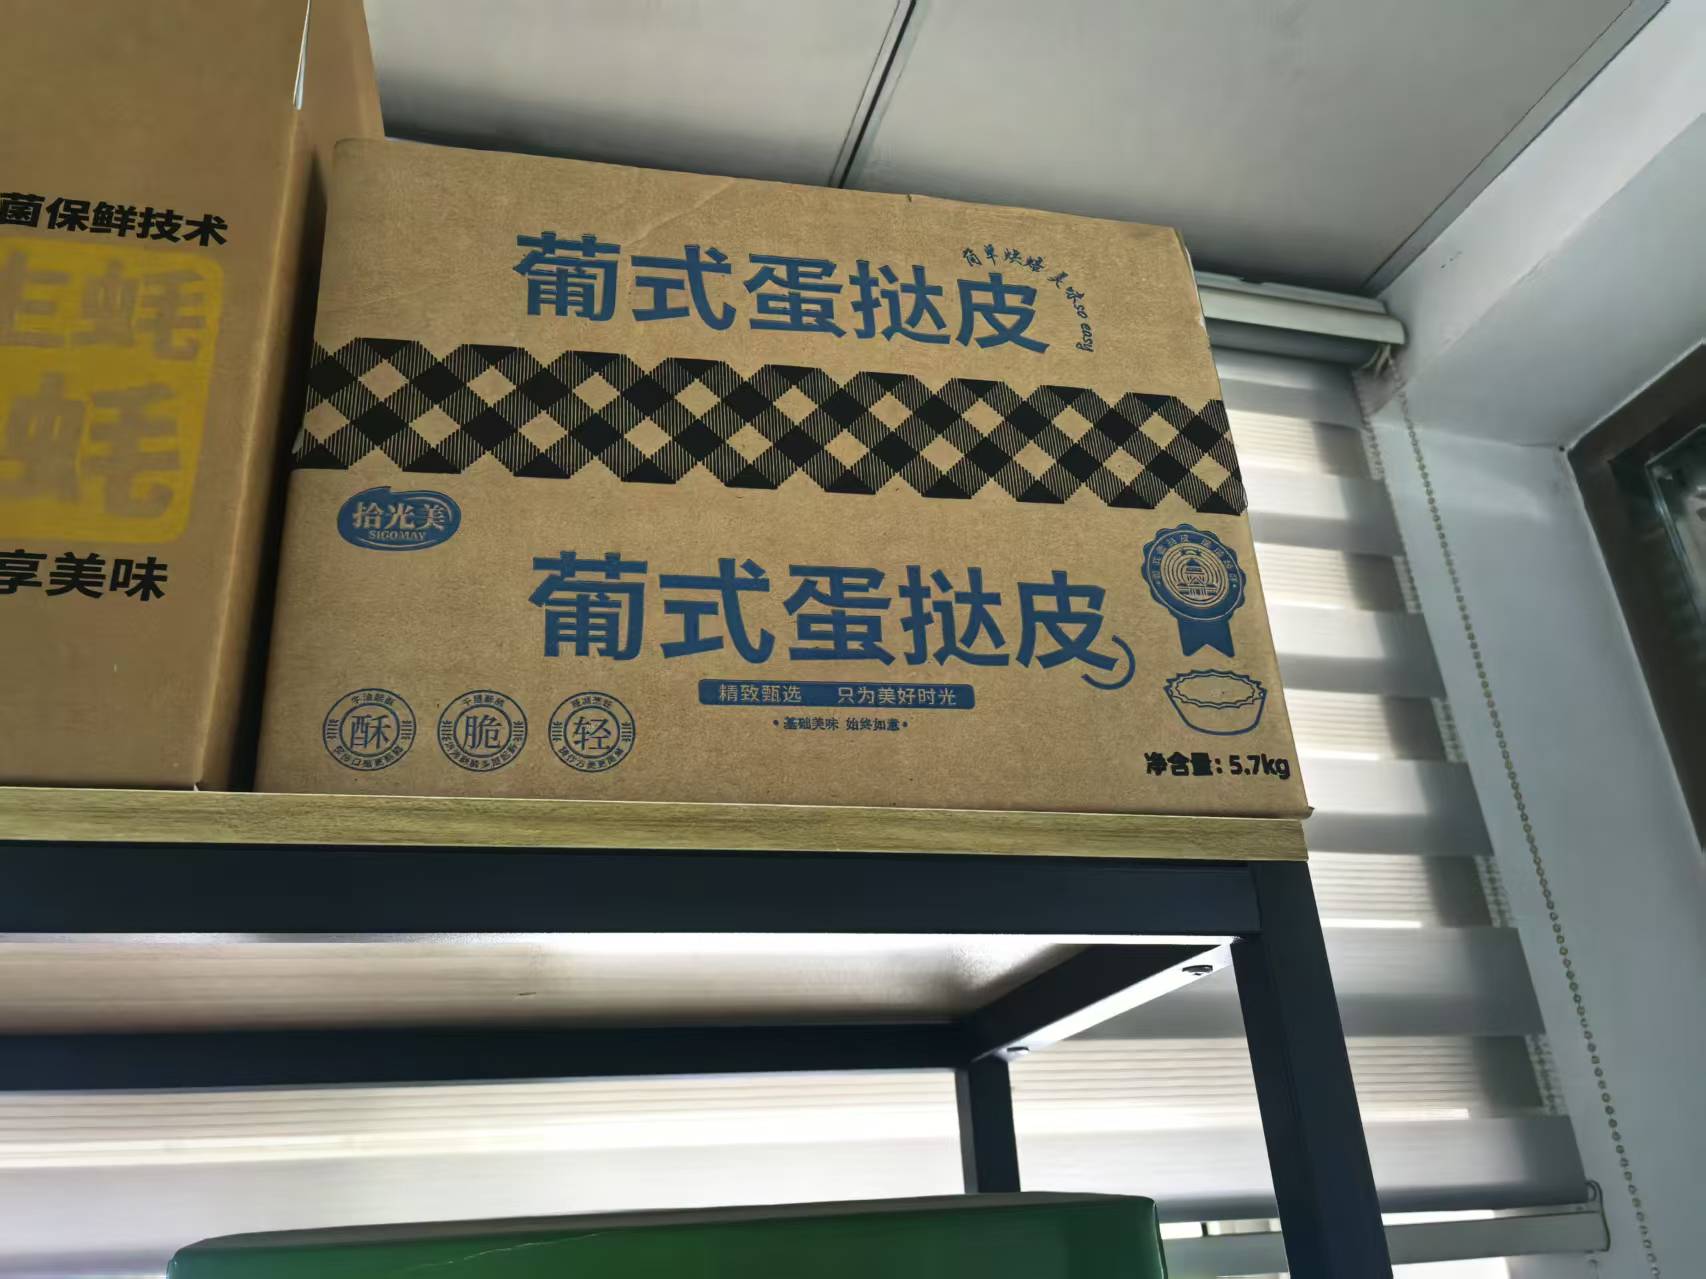 菌保鲜技术
生蚝
蚝
享美味
葡式蛋挞皮
简单烘焙 美味so easy
拾光美
SIGOMAY
葡式蛋挞皮
精致甄选 只为美好时光
•基础美味 始终如意•
酥
脆
轻
净含量：5.7kg